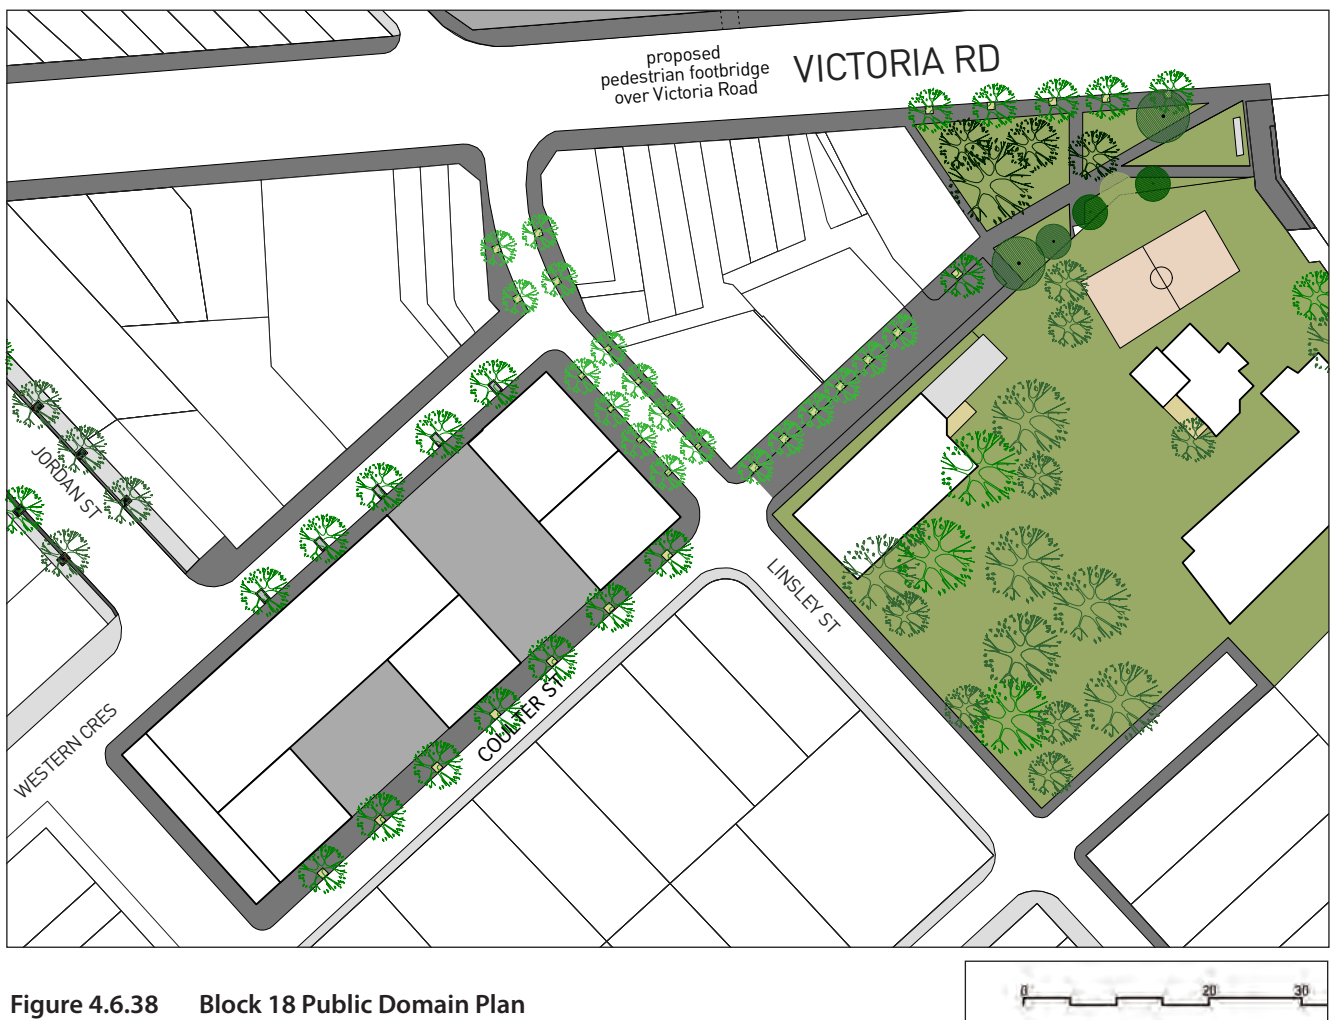 proposed
pedestrian footbridge
over Victoria Road
VICTORIA RD
JORDAN ST
LINSLEY ST
COULTER ST
WESTERN CRES
Figure 4.6.38 Block 18 Public Domain Plan
0 20 30